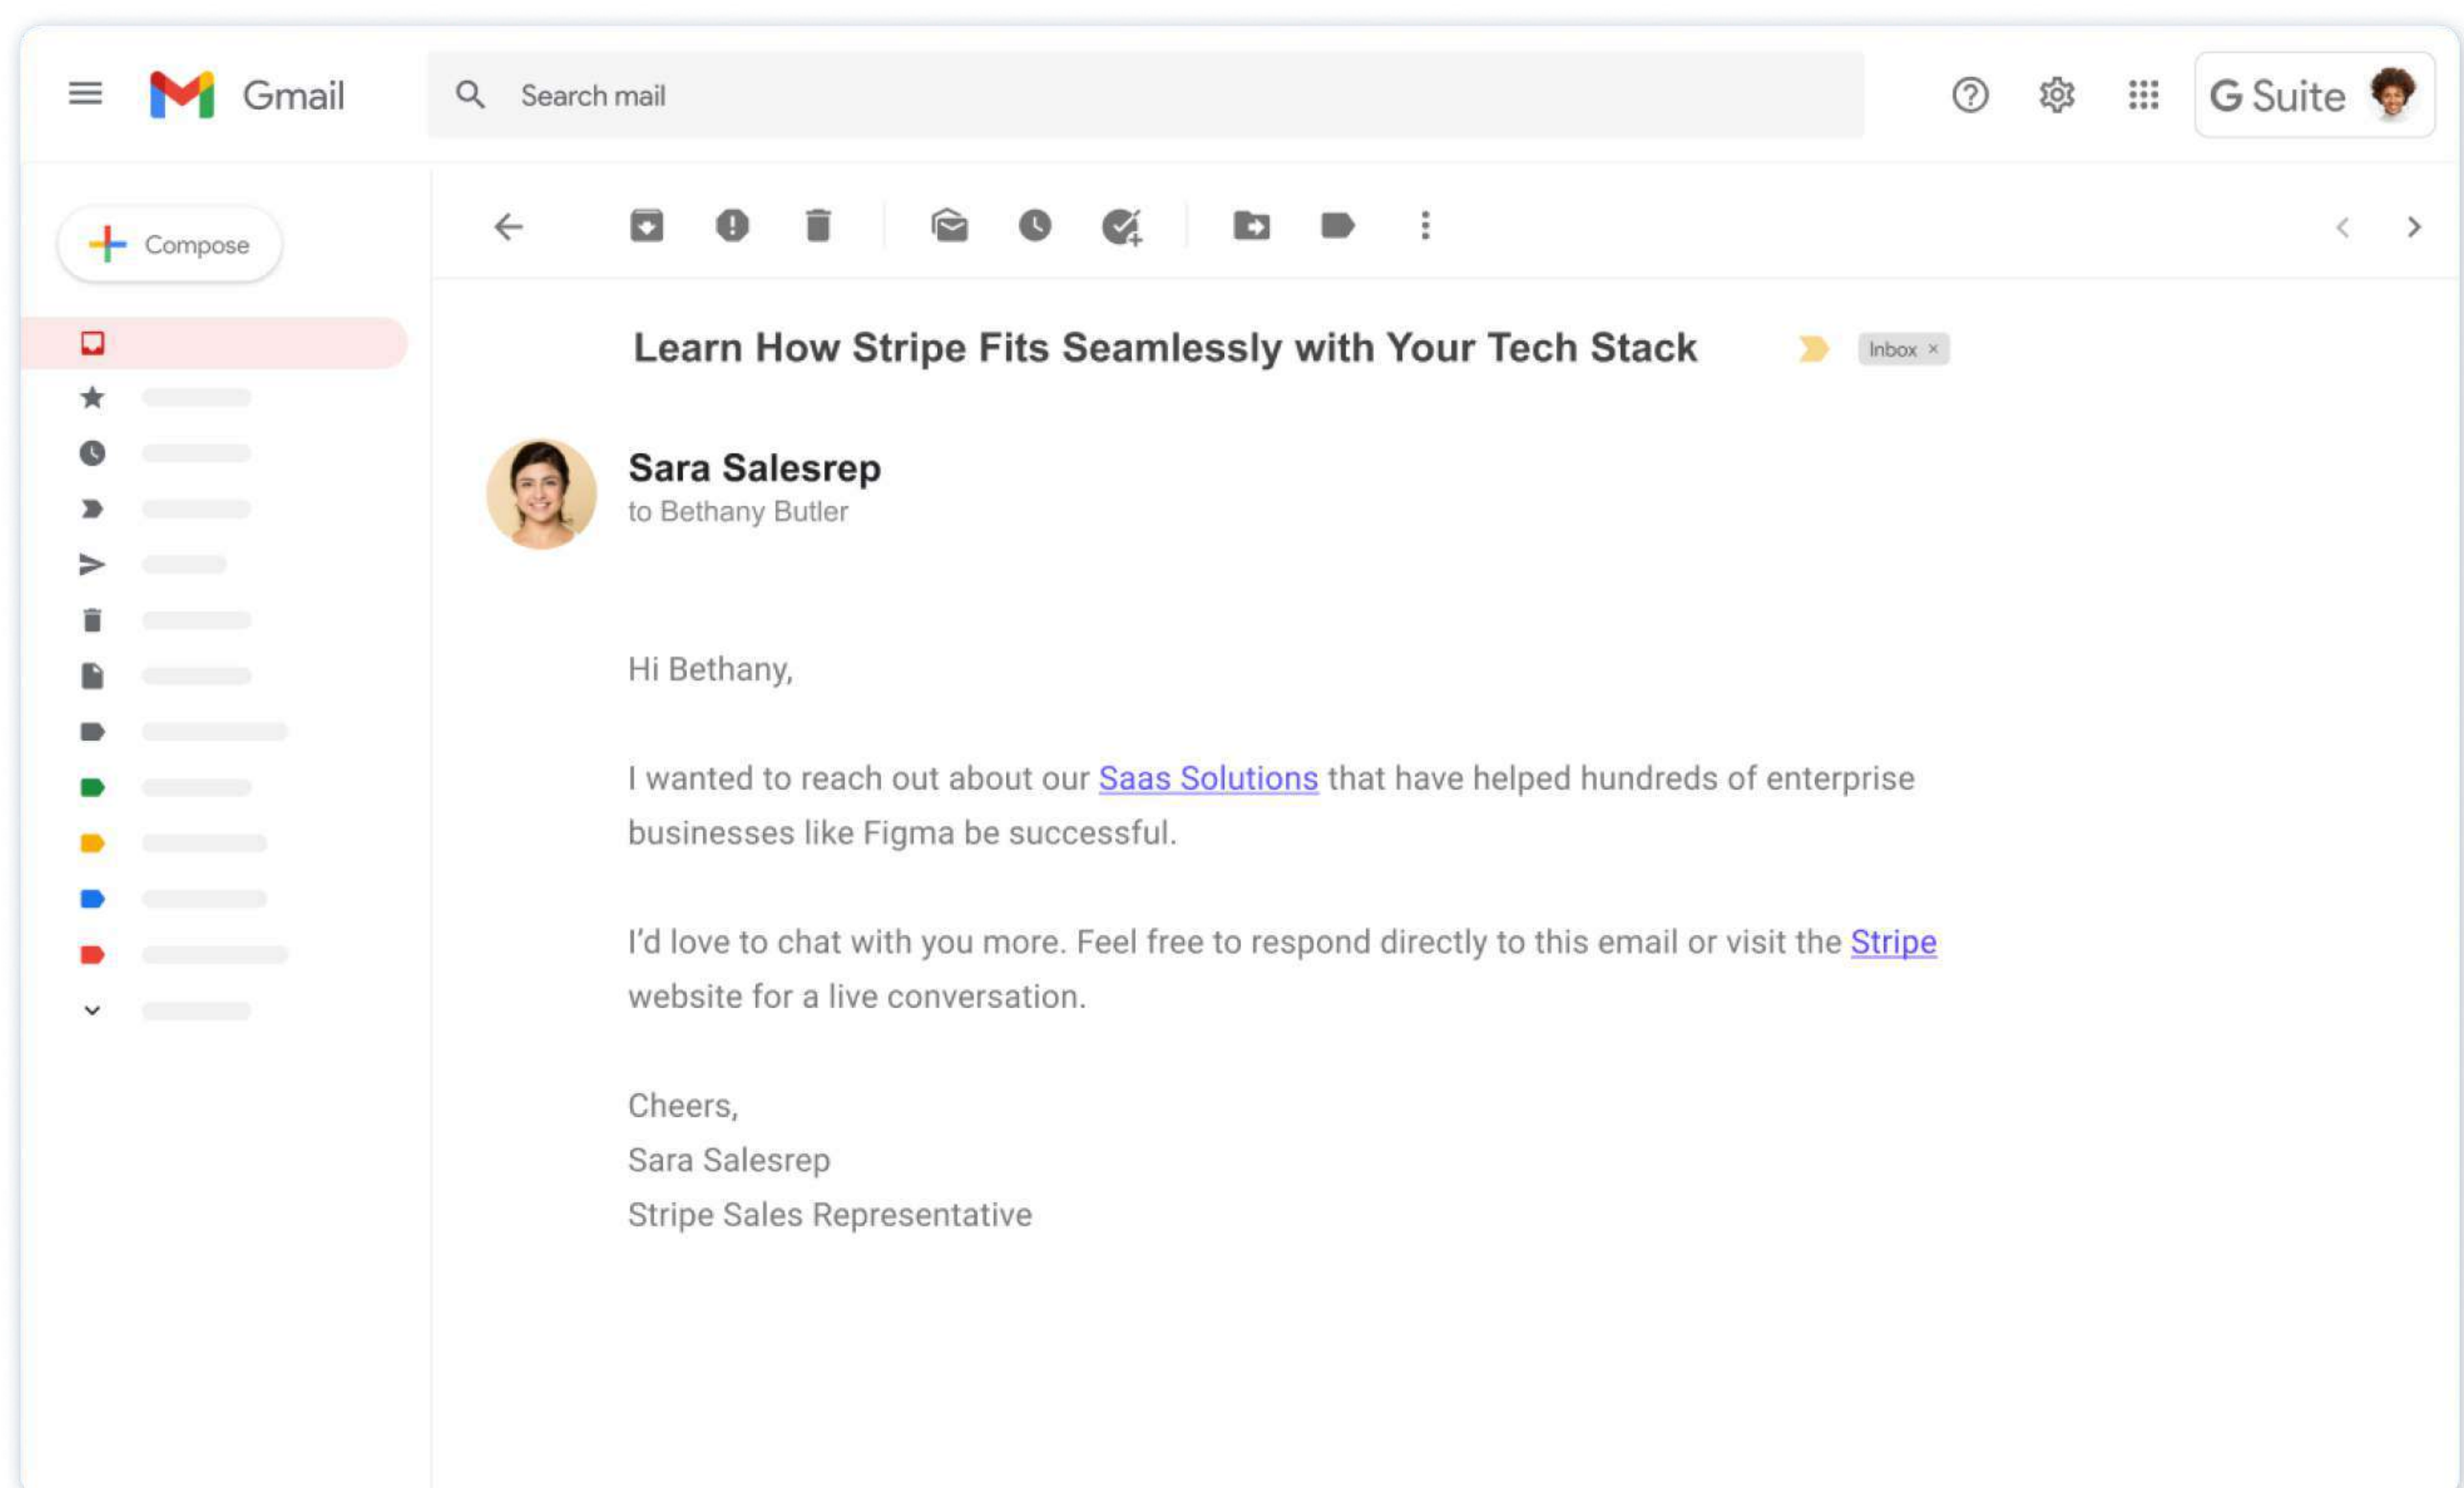 Gmail
Search mail
G Suite
Compose
Learn How Stripe Fits Seamlessly with Your Tech Stack
Inbox ×
Sara Salesrep
to Bethany Butler
Hi Bethany,
I wanted to reach out about our Saas Solutions that have helped hundreds of enterprise
businesses like Figma be successful.
I’d love to chat with you more. Feel free to respond directly to this email or visit the Stripe
website for a live conversation.
Cheers,
Sara Salesrep
Stripe Sales Representative